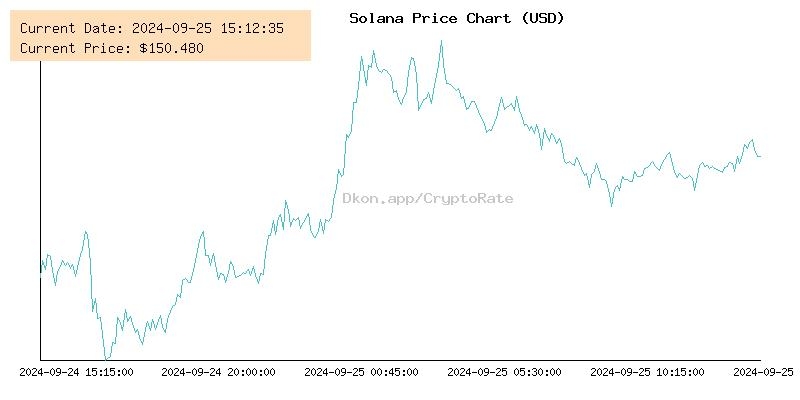 Solana Price Chart (USD)
Current Date: 2024-09-25 15:12:35
Current Price: $150.480
Dkon.app/CryptoRate
2024-09-24 15:15:00
2024-09-24 20:00:00
2024-09-25 00:45:00
2024-09-25 05:30:00
2024-09-25 10:15:00
2024-09-25